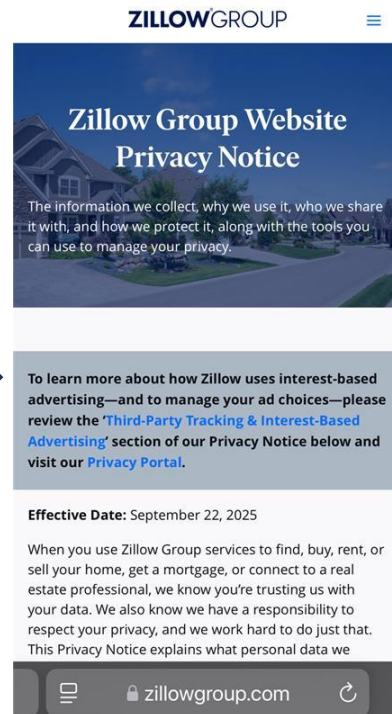 ZILLOWGROUP
Zillow Group Website
Privacy Notice
The information we collect, why we use it, who we share
it with, and how we protect it, along with the tools you
can use to manage your privacy.
To learn more about how Zillow uses interest-based
advertising—and to manage your ad choices—please
review the ‘Third-Party Tracking & Interest-Based
Advertising’ section of our Privacy Notice below and
visit our Privacy Portal.
Effective Date: September 22, 2025
When you use Zillow Group services to find, buy, rent, or
sell your home, get a mortgage, or connect to a real
estate professional, we know you’re trusting us with
your data. We also know we have a responsibility to
respect your privacy, and we work hard to do just that.
This Privacy Notice explains what personal data we
zillowgroup.com